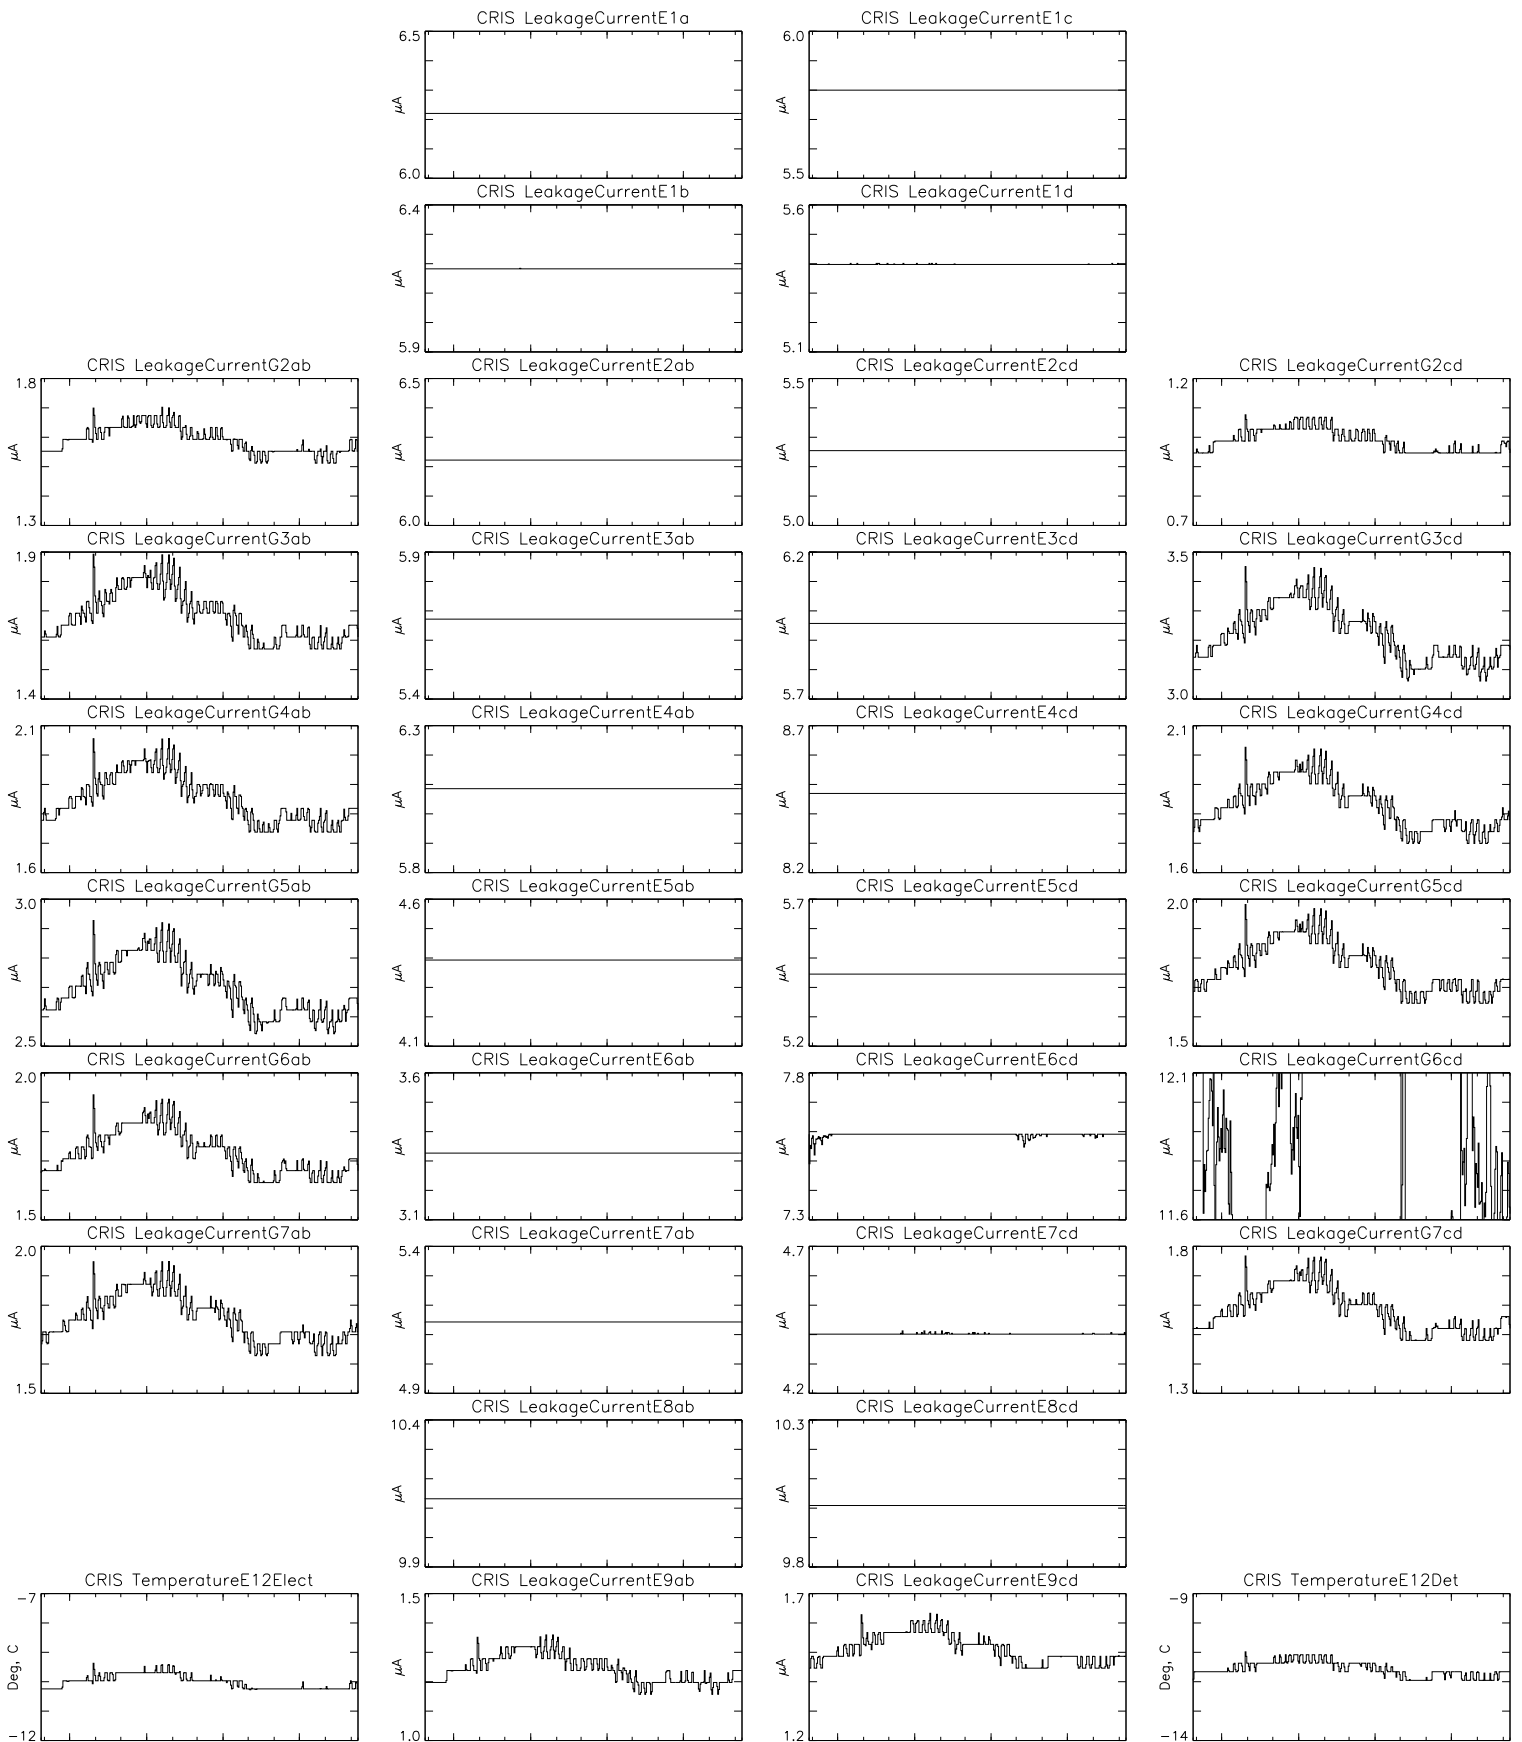 CRIS LeakageCurrentE1a
6.5
μA
6.0
CRIS LeakageCurrentE1c
6.0
μA
5.5
CRIS LeakageCurrentE1b
6.4
μA
5.9
CRIS LeakageCurrentE1d
5.6
μA
5.1
CRIS LeakageCurrentG2ab
1.8
μA
1.3
CRIS LeakageCurrentE2ab
6.5
μA
6.0
CRIS LeakageCurrentE2cd
5.5
μA
5.0
CRIS LeakageCurrentG2cd
1.2
μA
0.7
CRIS LeakageCurrentG3ab
1.9
μA
1.4
CRIS LeakageCurrentE3ab
5.9
μA
5.4
CRIS LeakageCurrentE3cd
6.2
μA
5.7
CRIS LeakageCurrentG3cd
3.5
μA
3.0
CRIS LeakageCurrentG4ab
2.1
μA
1.6
CRIS LeakageCurrentE4ab
6.3
μA
5.8
CRIS LeakageCurrentE4cd
8.7
μA
8.2
CRIS LeakageCurrentG4cd
2.1
μA
1.6
CRIS LeakageCurrentG5ab
3.0
μA
2.5
CRIS LeakageCurrentE5ab
4.6
μA
4.1
CRIS LeakageCurrentE5cd
5.7
μA
5.2
CRIS LeakageCurrentG5cd
2.0
μA
1.5
CRIS LeakageCurrentG6ab
2.0
μA
1.5
CRIS LeakageCurrentE6ab
3.6
μA
3.1
CRIS LeakageCurrentE6cd
7.8
μA
7.3
CRIS LeakageCurrentG6cd
12.1
μA
11.6
CRIS LeakageCurrentG7ab
2.0
μA
1.5
CRIS LeakageCurrentE7ab
5.4
μA
4.9
CRIS LeakageCurrentE7cd
4.7
μA
4.2
CRIS LeakageCurrentG7cd
1.8
μA
1.3
CRIS LeakageCurrentE8ab
10.4
μA
9.9
CRIS LeakageCurrentE8cd
10.3
μA
9.8
CRIS TemperatureE12Elect
-7
Deg, C
-12
CRIS LeakageCurrentE9ab
1.5
μA
1.0
CRIS LeakageCurrentE9cd
1.7
μA
1.2
CRIS TemperatureE12Det
-9
Deg, C
-14